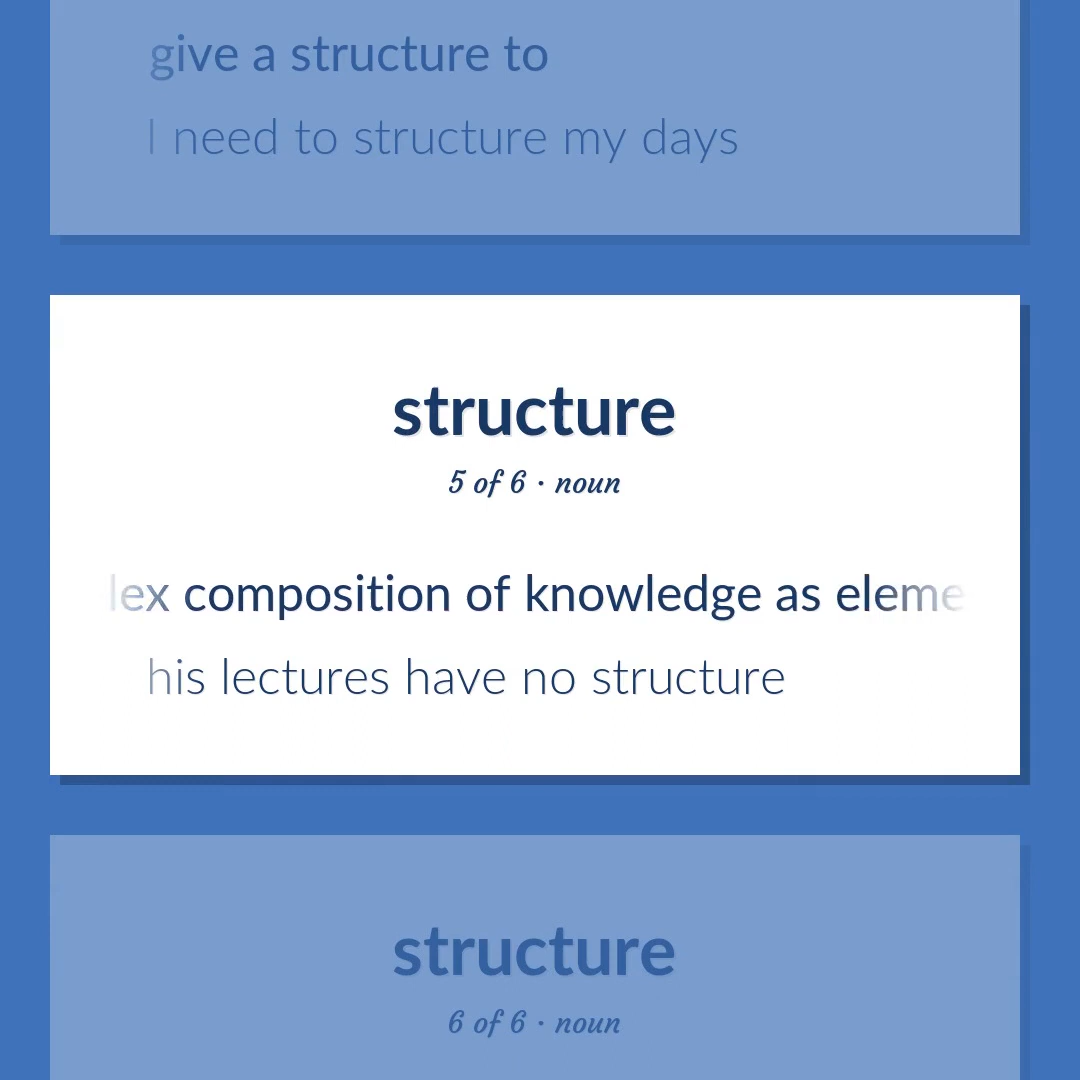 give a structure to
I need to structure my days
structure
5 of 6 · noun
lex composition of knowledge as eleme
his lectures have no structure
structure
6 of 6 · noun